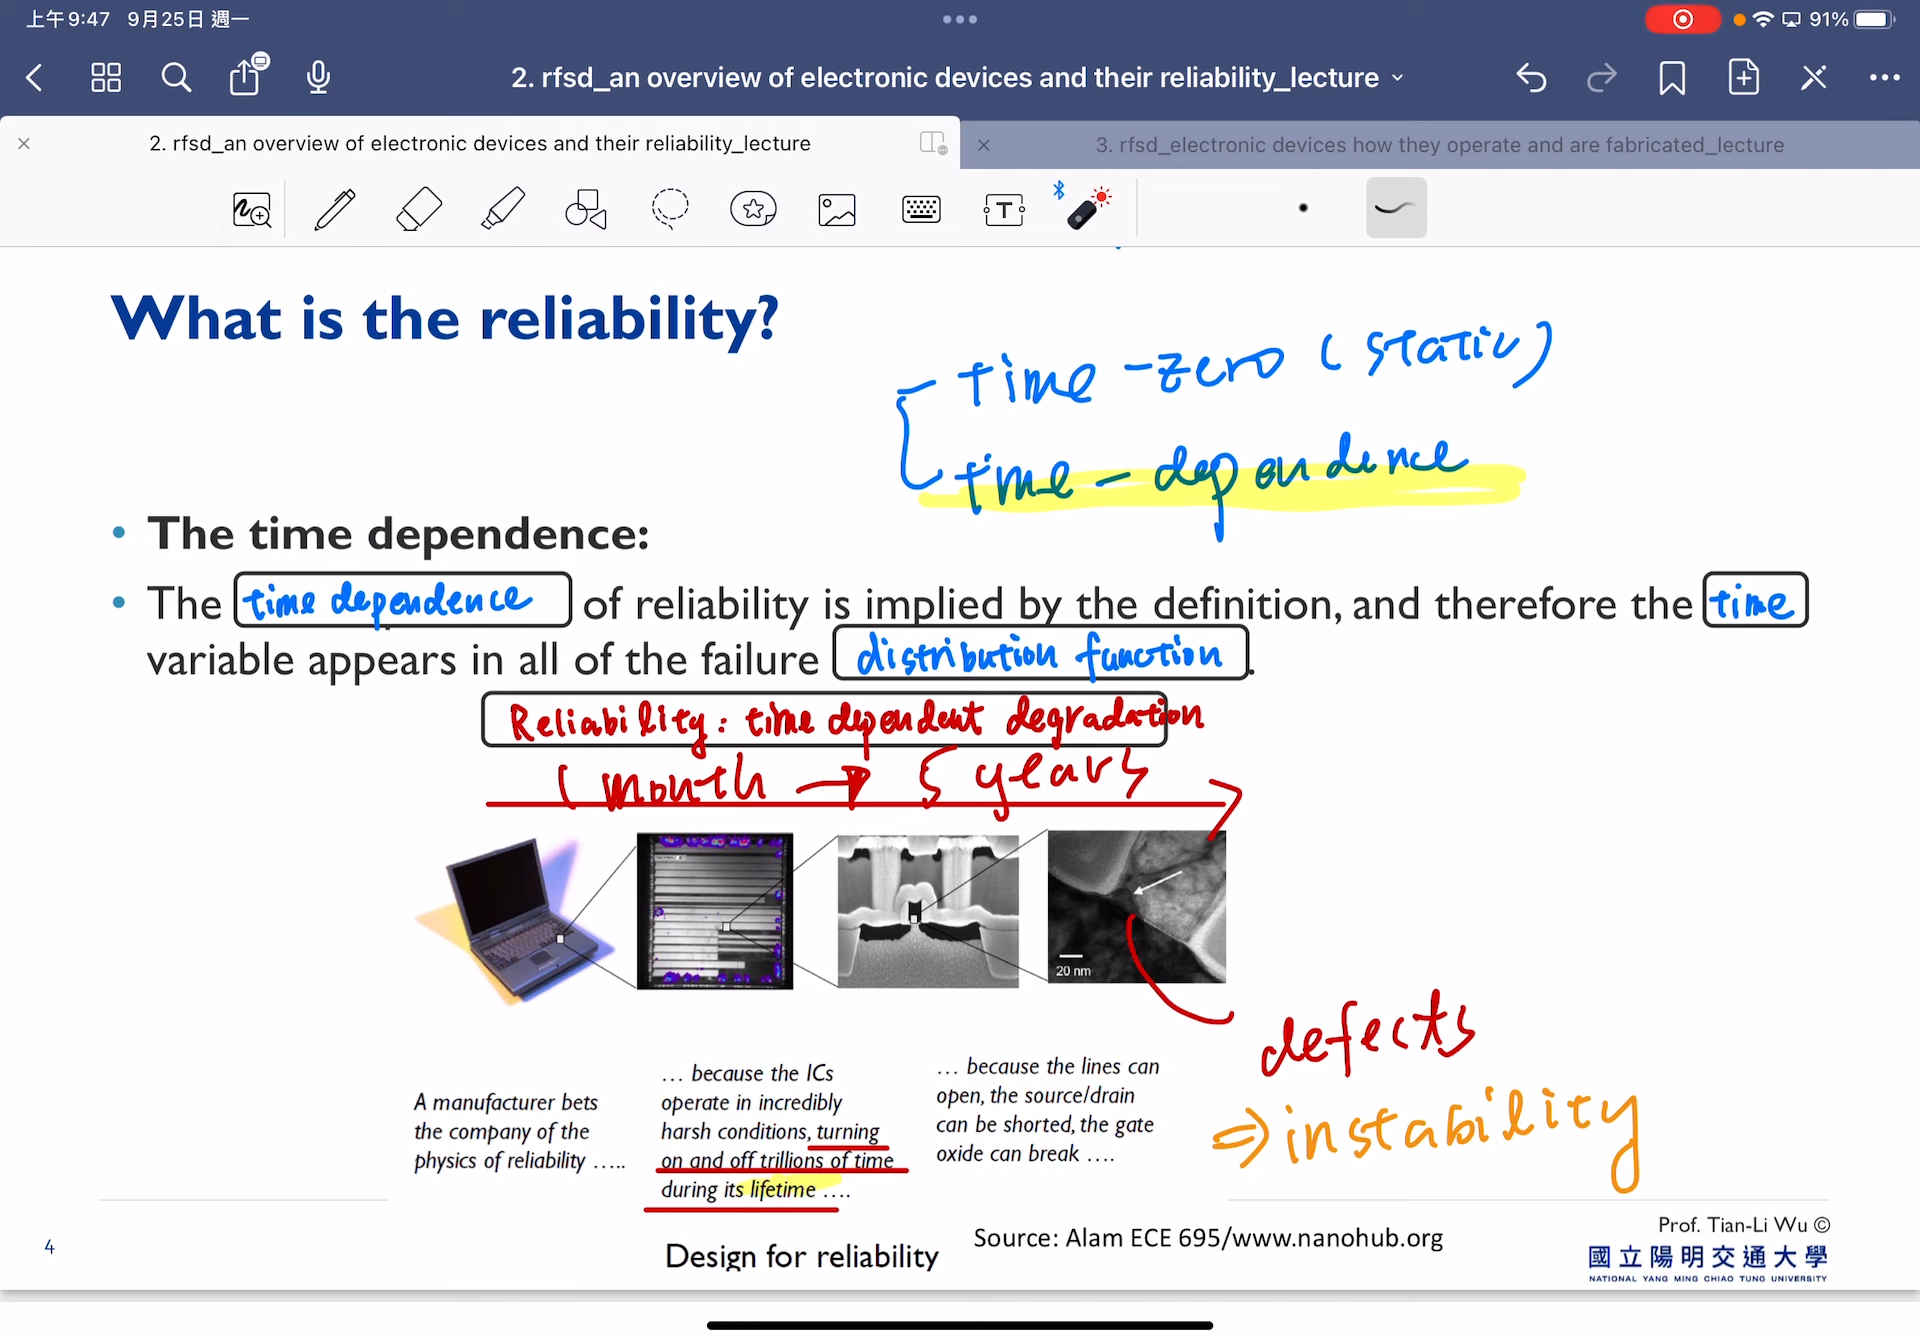 上午9:47 9月25日 週一
91%
2. rfsd_an overview of electronic devices and their reliability_lecture
2. rfsd_an overview of electronic devices and their reliability_lecture
3. rfsd_electronic devices how they operate and are fabricated_lecture
What is the reliability?
time-zero (static)
time-dependence
• The time dependence:
• The time dependence of reliability is implied by the definition, and therefore the time
variable appears in all of the failure distribution function.
Reliability: time dependent degradation
1 month → 5 years
20 nm
defects
⇒ instability
A manufacturer bets
the company of the
physics of reliability …..
… because the ICs
operate in incredibly
harsh conditions, turning
on and off trillions of time
during its lifetime ….
… because the lines can
open, the source/drain
can be shorted, the gate
oxide can break ….
Design for reliability
Source: Alam ECE 695/www.nanohub.org
Prof. Tian-Li Wu ©
國立陽明交通大學
NATIONAL YANG MING CHIAO TUNG UNIVERSITY
4